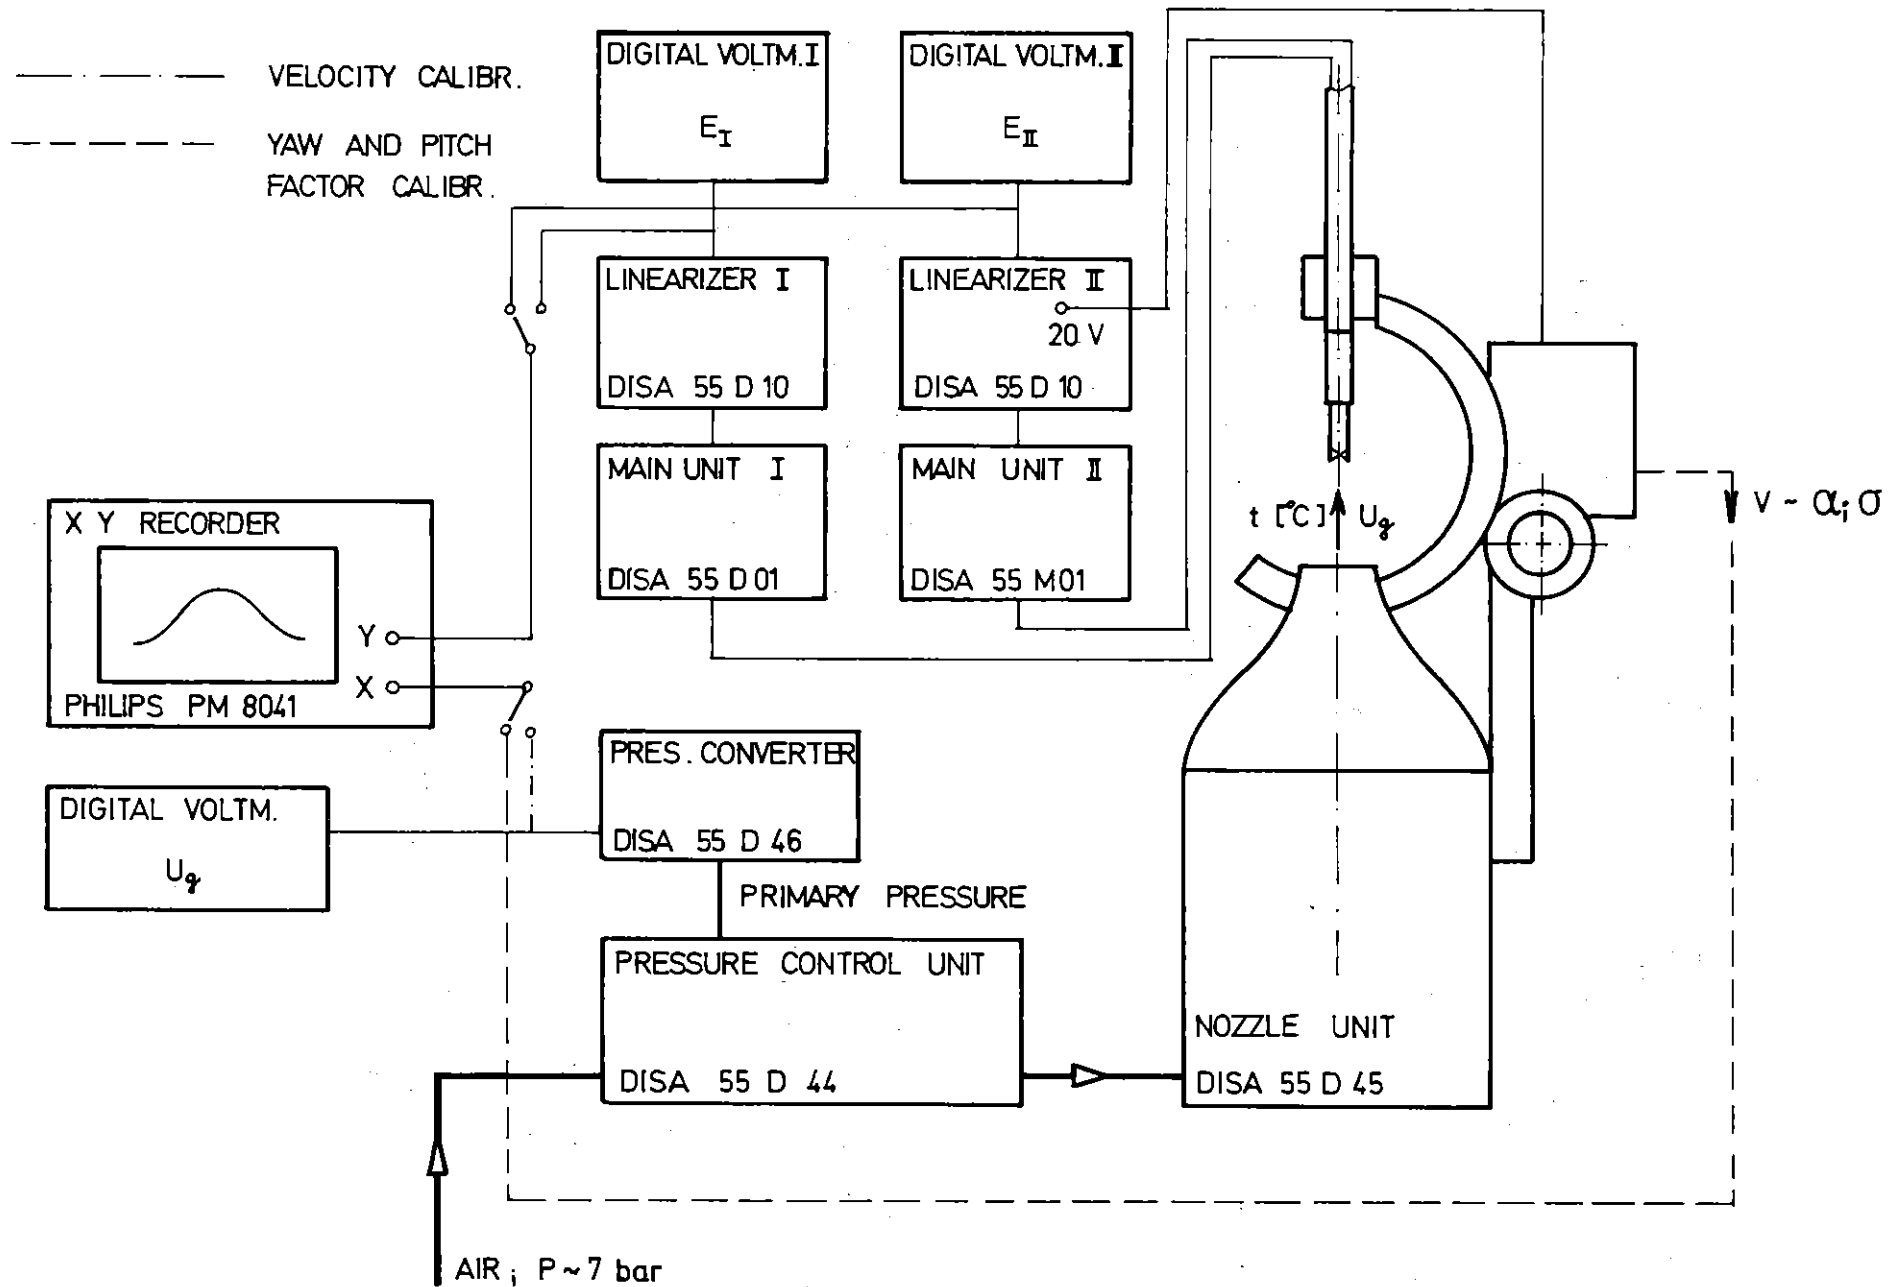 VELOCITY CALIBR.
YAW AND PITCH
FACTOR CALIBR.
DIGITAL VOLTM. I
E_I
DIGITAL VOLTM. II
E_II
LINEARIZER I
DISA 55 D 10
LINEARIZER II
20 V
DISA 55 D 10
MAIN UNIT I
DISA 55 D 01
MAIN UNIT II
DISA 55 M 01
t [°C] U_g
V ~ α; σ
X Y RECORDER
Y
X
PHILIPS PM 8041
PRES. CONVERTER
DISA 55 D 46
DIGITAL VOLTM.
U_g
PRIMARY PRESSURE
PRESSURE CONTROL UNIT
DISA 55 D 44
NOZZLE UNIT
DISA 55 D 45
AIR; P ~ 7 bar